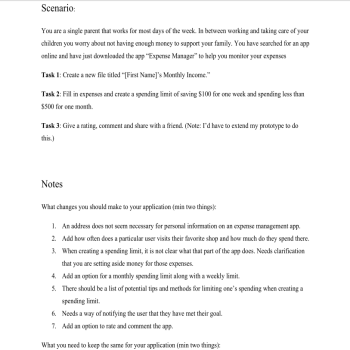 Scenario:
You are a single parent that works for most days of the week. In between working and taking care of your
children you worry about not having enough money to support your family. You have searched for an app
online and have just downloaded the app “Expense Manager” to help you monitor your expenses
Task 1: Create a new file titled “[First Name]’s Monthly Income.”
Task 2: Fill in expenses and create a spending limit of saving $100 for one week and spending less than
$500 for one month.
Task 3: Give a rating, comment and share with a friend. (Note: I’d have to extend my prototype to do
this.)
Notes
What changes you should make to your application (min two things):
1. An address does not seem necessary for personal information on an expense management app.
2. Add how often does a particular user visits their favorite shop and how much do they spend there.
3. When creating a spending limit, it is not clear what that part of the app does. Needs clarification
that you are setting aside money for those expenses.
4. Add an option for a monthly spending limit along with a weekly limit.
5. There should be a list of potential tips and methods for limiting one’s spending when creating a
spending limit.
6. Needs a way of notifying the user that they have met their goal.
7. Add an option to rate and comment the app.
What you need to keep the same for your application (min two things):